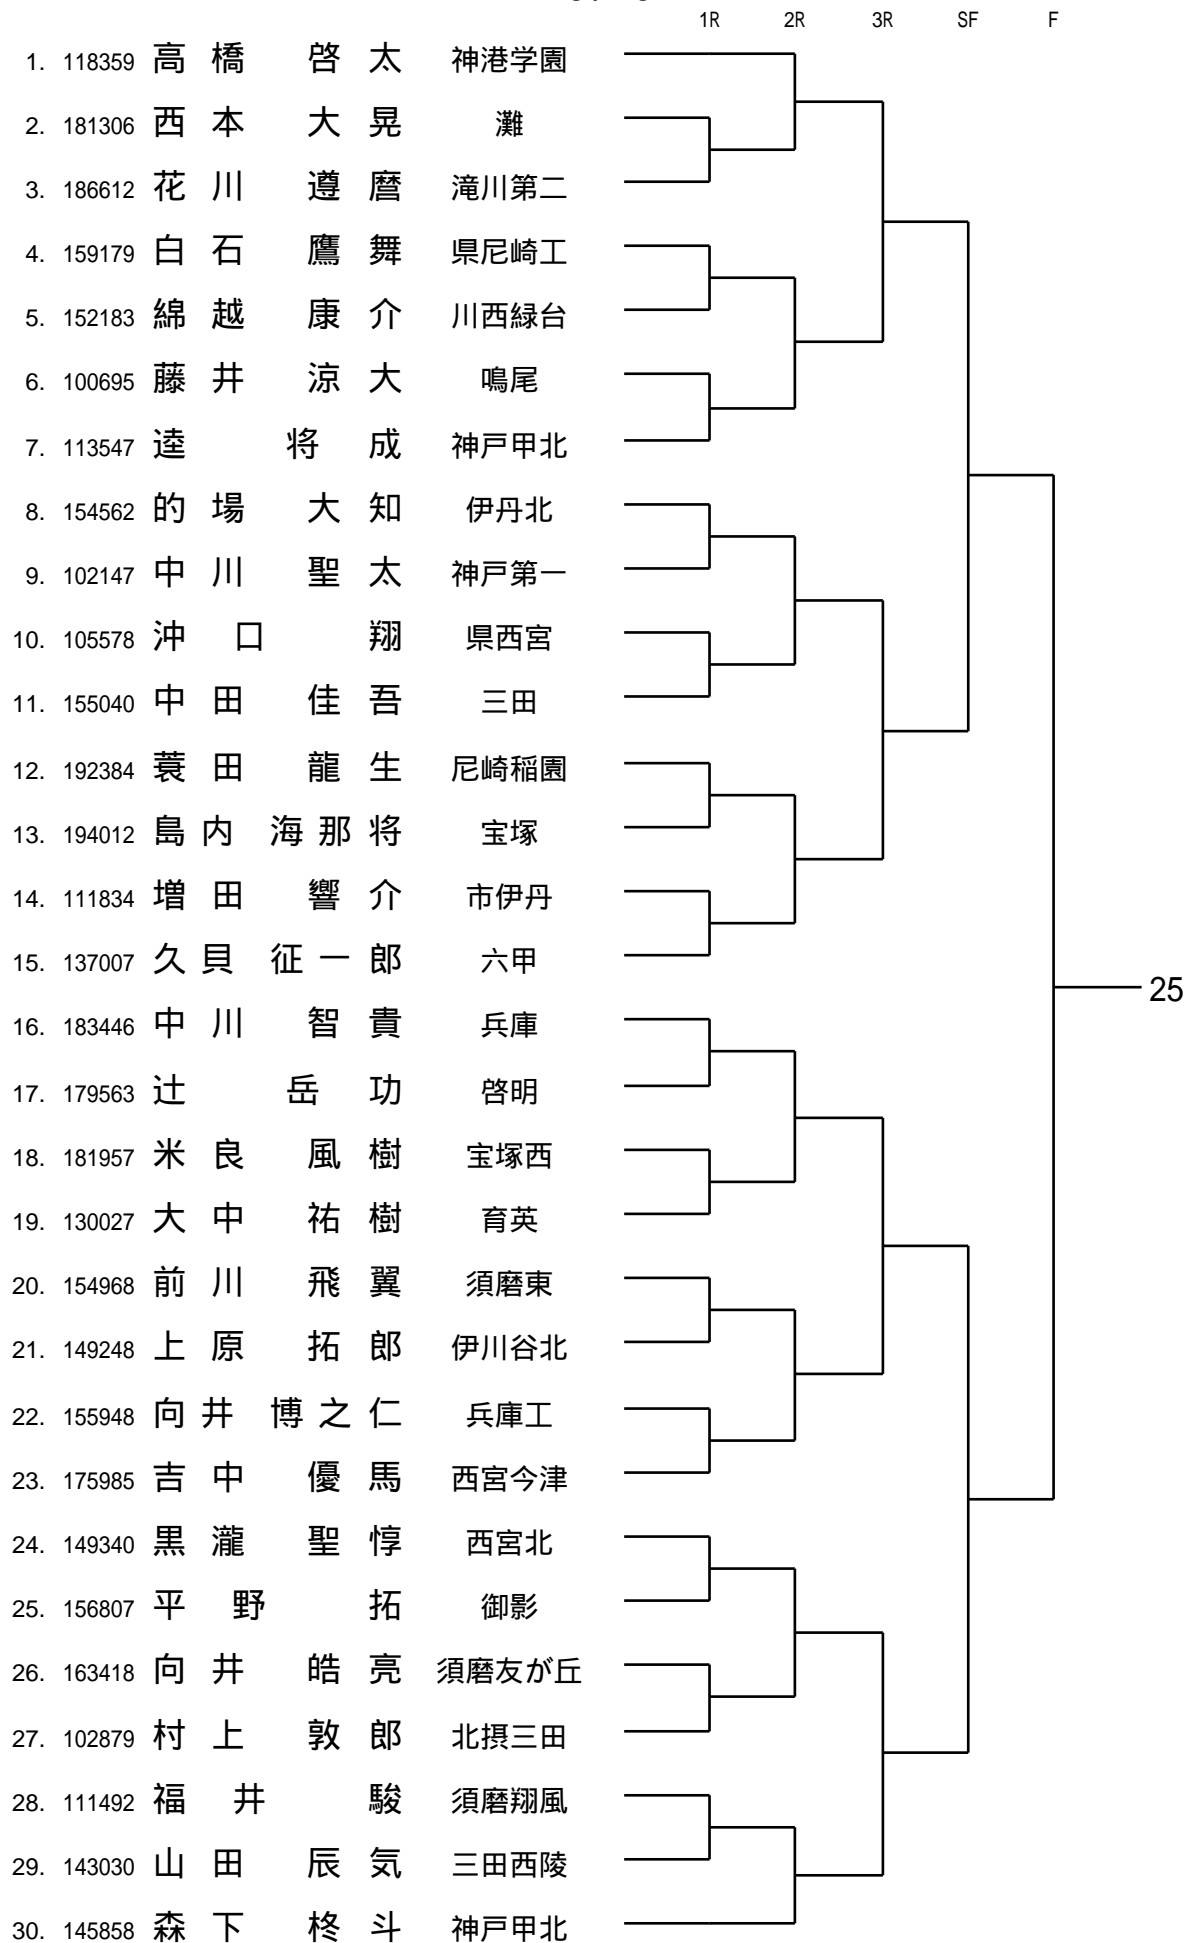 1R 2R 3R SF F
1. 118359 高橋 啓太 神港学園
2. 181306 西本 大晃 灘
3. 186612 花川 遵麿 滝川第二
4. 159179 白石 鷹舞 県尼崎工
5. 152183 綿越 康介 川西緑台
6. 100695 藤井 涼大 鳴尾
7. 113547 逵 将成 神戸甲北
8. 154562 的場 大知 伊丹北
9. 102147 中川 聖太 神戸第一
10. 105578 沖口 翔 県西宮
11. 155040 中田 佳吾 三田
12. 192384 蓑田 龍生 尼崎稲園
13. 194012 島内 海那将 宝塚
14. 111834 増田 響介 市伊丹
15. 137007 久貝 征一郎 六甲
25
16. 183446 中川 智貴 兵庫
17. 179563 辻 岳功 啓明
18. 181957 米良 風樹 宝塚西
19. 130027 大中 祐樹 育英
20. 154968 前川 飛翼 須磨東
21. 149248 上原 拓郎 伊川谷北
22. 155948 向井 博之仁 兵庫工
23. 175985 吉中 優馬 西宮今津
24. 149340 黒瀧 聖惇 西宮北
25. 156807 平野 拓 御影
26. 163418 向井 皓亮 須磨友が丘
27. 102879 村上 敦郎 北摂三田
28. 111492 福井 駿 須磨翔風
29. 143030 山田 辰気 三田西陵
30. 145858 森下 柊斗 神戸甲北